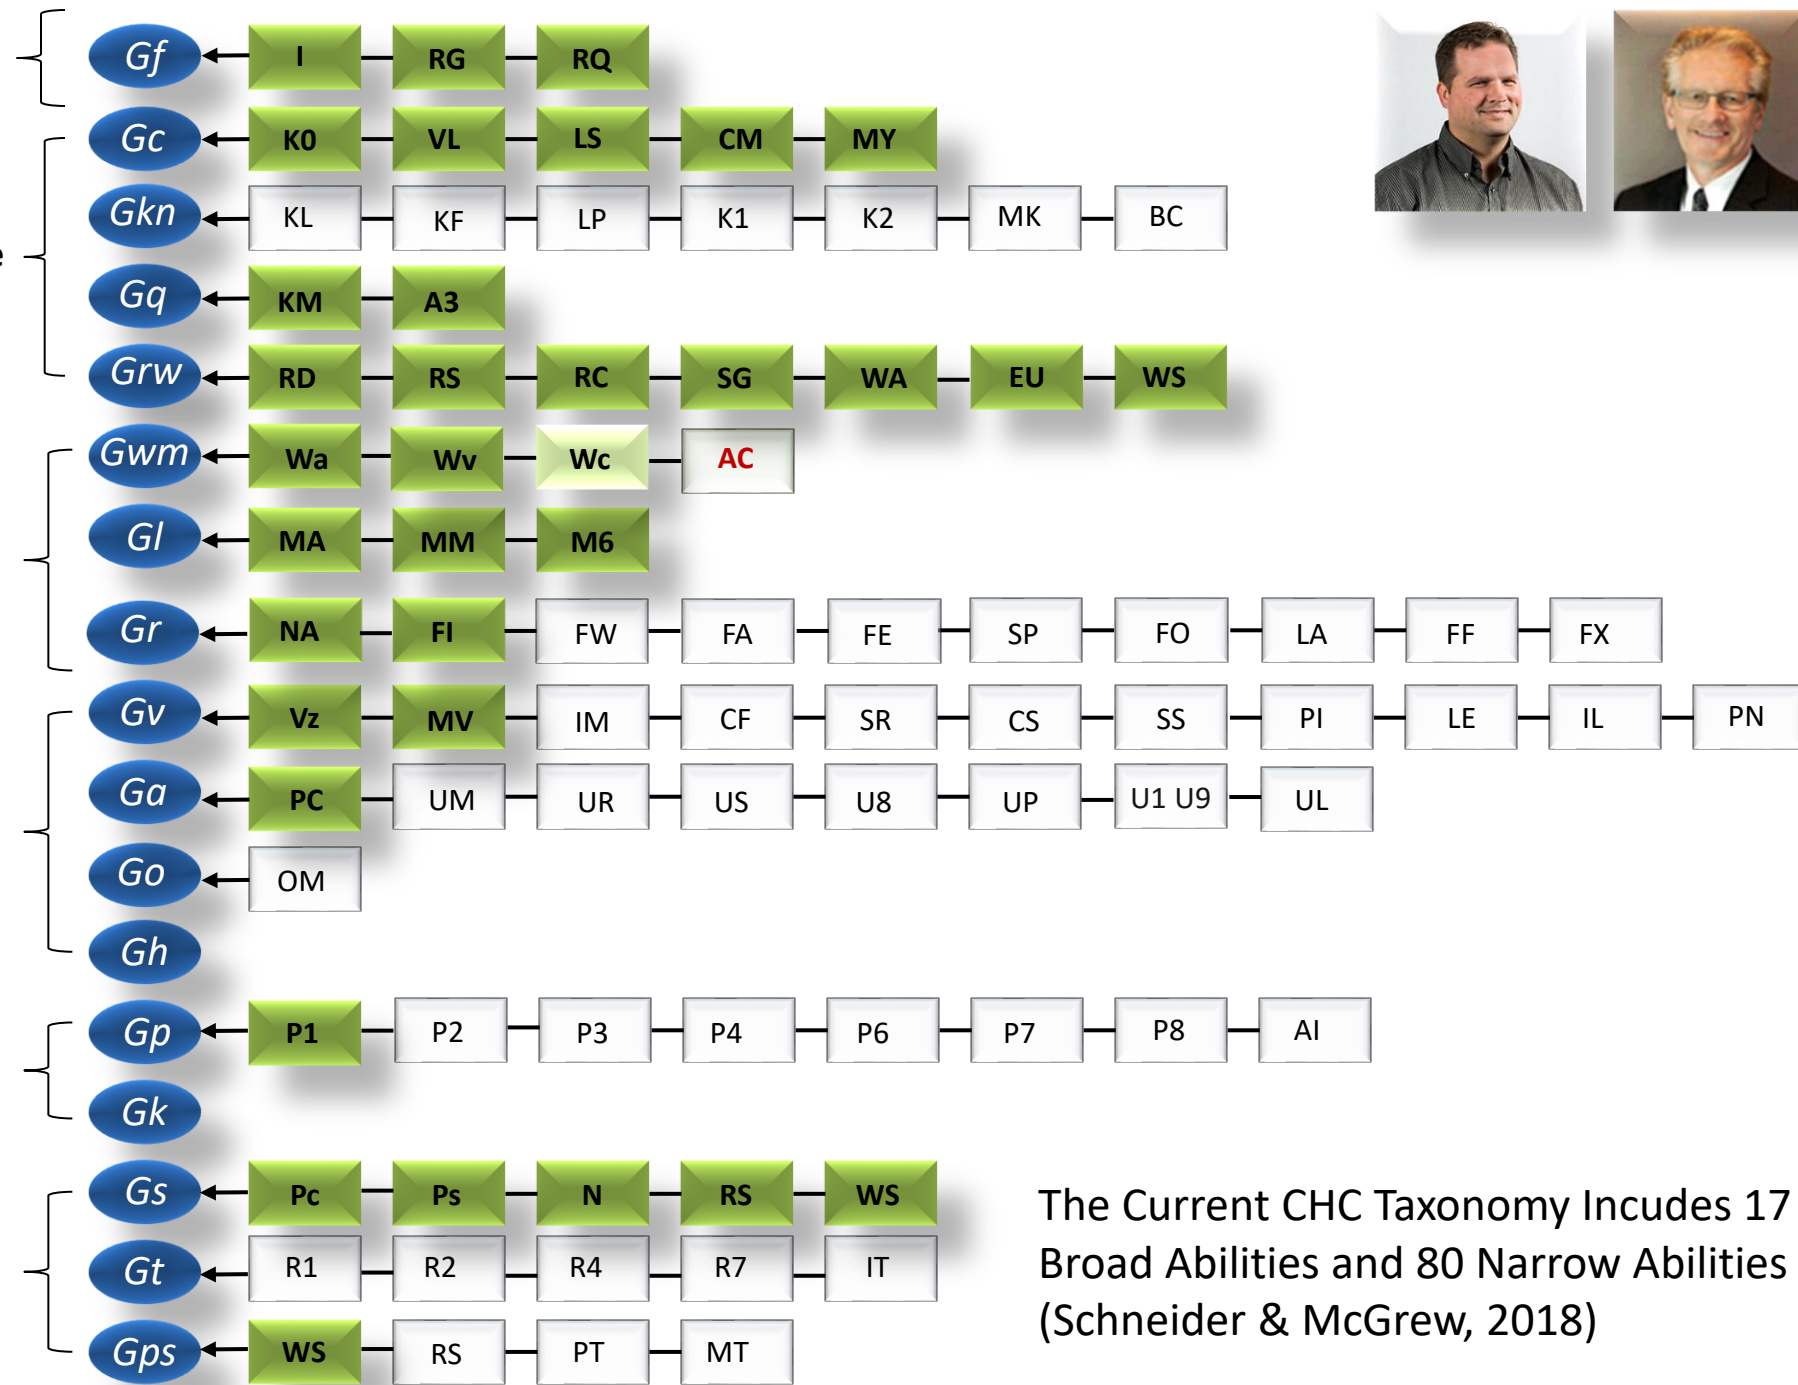 Gf I RG RQ
Gc K0 VL LS CM MY
Gkn KL KF LP K1 K2 MK BC
e
Gq KM A3
Grw RD RS RC SG WA EU WS
Gwm Wa Wv Wc AC
Gl MA MM M6
Gr NA FI FW FA FE SP FO LA FF FX
Gv Vz MV IM CF SR CS SS PI LE IL PN
Ga PC UM UR US U8 UP U1 U9 UL
Go OM
Gh
Gp P1 P2 P3 P4 P6 P7 P8 AI
Gk
Gs Pc Ps N RS WS
Gt R1 R2 R4 R7 IT
Gps WS RS PT MT
The Current CHC Taxonomy Incudes 17
Broad Abilities and 80 Narrow Abilities
(Schneider & McGrew, 2018)